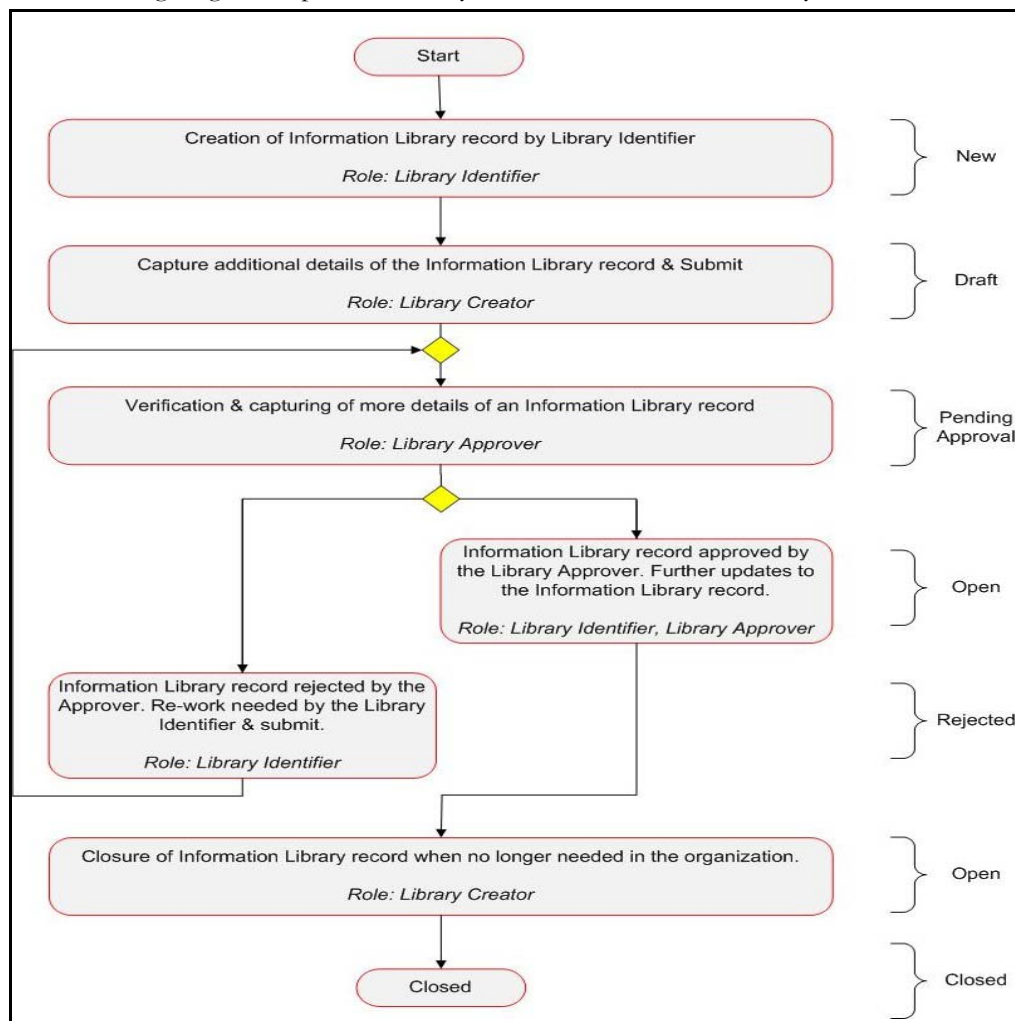 Start
Creation of Information Library record by Library Identifier
Role: Library Identifier
New
Capture additional details of the Information Library record & Submit
Role: Library Creator
Draft
Verification & capturing of more details of an Information Library record
Role: Library Approver
Pending
Approval
Information Library record approved by
the Library Approver. Further updates to
the Information Library record.
Role: Library Identifier, Library Approver
Open
Information Library record rejected by the
Approver. Re-work needed by the Library
Identifier & submit.
Role: Library Identifier
Rejected
Closure of Information Library record when no longer needed in the organization.
Role: Library Creator
Open
Closed
Closed